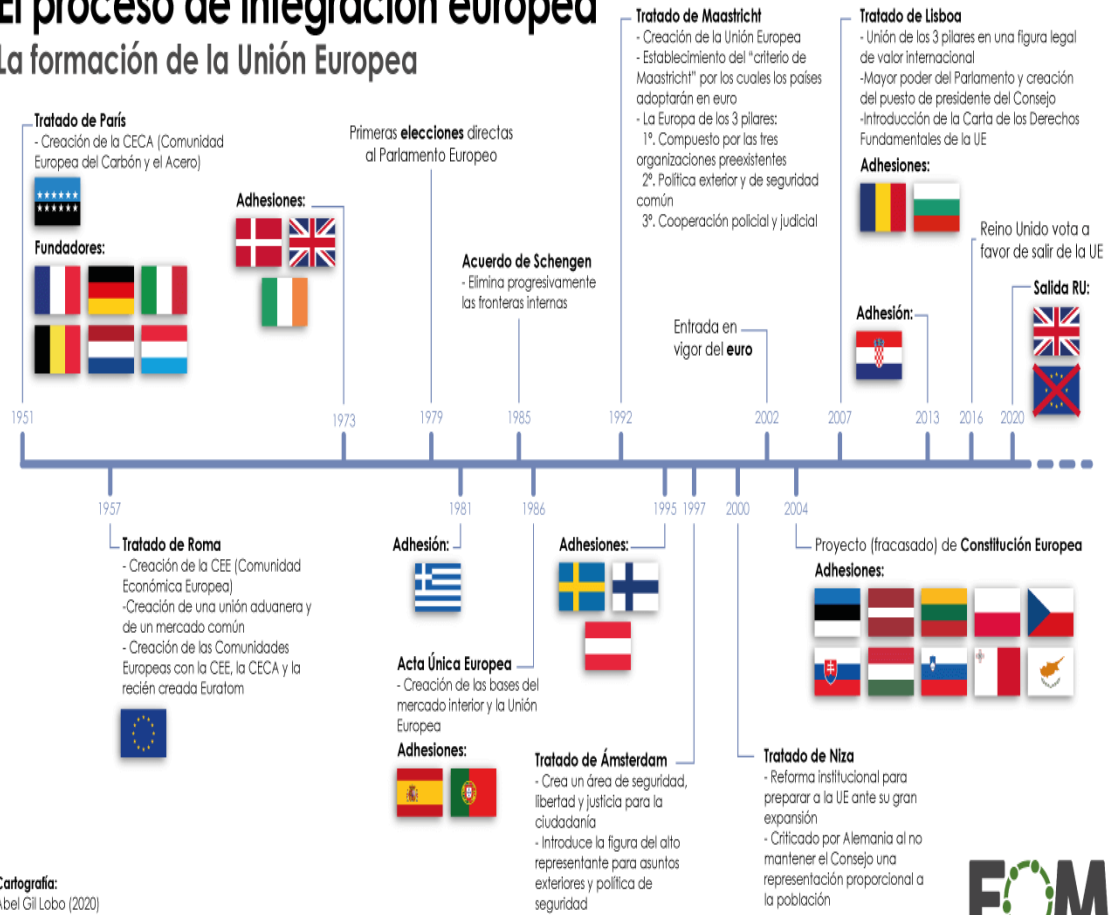 El proceso de integración europea
La formación de la Unión Europea
Tratado de París
- Creación de la CECA (Comunidad
Europea del Carbón y el Acero)
Fundadores:
Adhesiones:
Primeras elecciones directas
al Parlamento Europeo
Acuerdo de Schengen
- Elimina progresivamente
las fronteras internas
Tratado de Maastricht
- Creación de la Unión Europea
- Establecimiento del "criterio de
Maastricht" por los cuales los países
adoptarán en euro
- La Europa de los 3 pilares:
1º. Compuesto por las tres
organizaciones preexistentes
2º. Política exterior y de seguridad
común
3º. Cooperación policial y judicial
Entrada en
vigor del euro
Tratado de Lisboa
- Unión de los 3 pilares en una figura legal
de valor internacional
-Mayor poder del Parlamento y creación
del puesto de presidente del Consejo
-Introducción de la Carta de los Derechos
Fundamentales de la UE
Adhesiones:
Adhesión:
Reino Unido vota a
favor de salir de la UE
Salida RU:
1951
1973
1979
1985
1992
2002
2007
2013
2016
2020
1957
1981
1986
1995
1997
2000
2004
Tratado de Roma
- Creación de la CEE (Comunidad
Económica Europea)
-Creación de una unión aduanera y
de un mercado común
- Creación de las Comunidades
Europeas con la CEE, la CECA y la
recién creada Euratom
Adhesión:
Acta Única Europea
- Creación de las bases del
mercado interior y la Unión
Europea
Adhesiones:
Adhesiones:
Tratado de Ámsterdam
- Crea un área de seguridad,
libertad y justicia para la
ciudadanía
- Introduce la figura del alto
representante para asuntos
exteriores y política de
seguridad
Tratado de Niza
- Reforma institucional para
preparar a la UE ante su gran
expansión
- Criticado por Alemania al no
mantener el Consejo una
representación proporcional a
la población
Proyecto (fracasado) de Constitución Europea
Adhesiones:
Cartografía:
Abel Gil Lobo (2020)
EOM